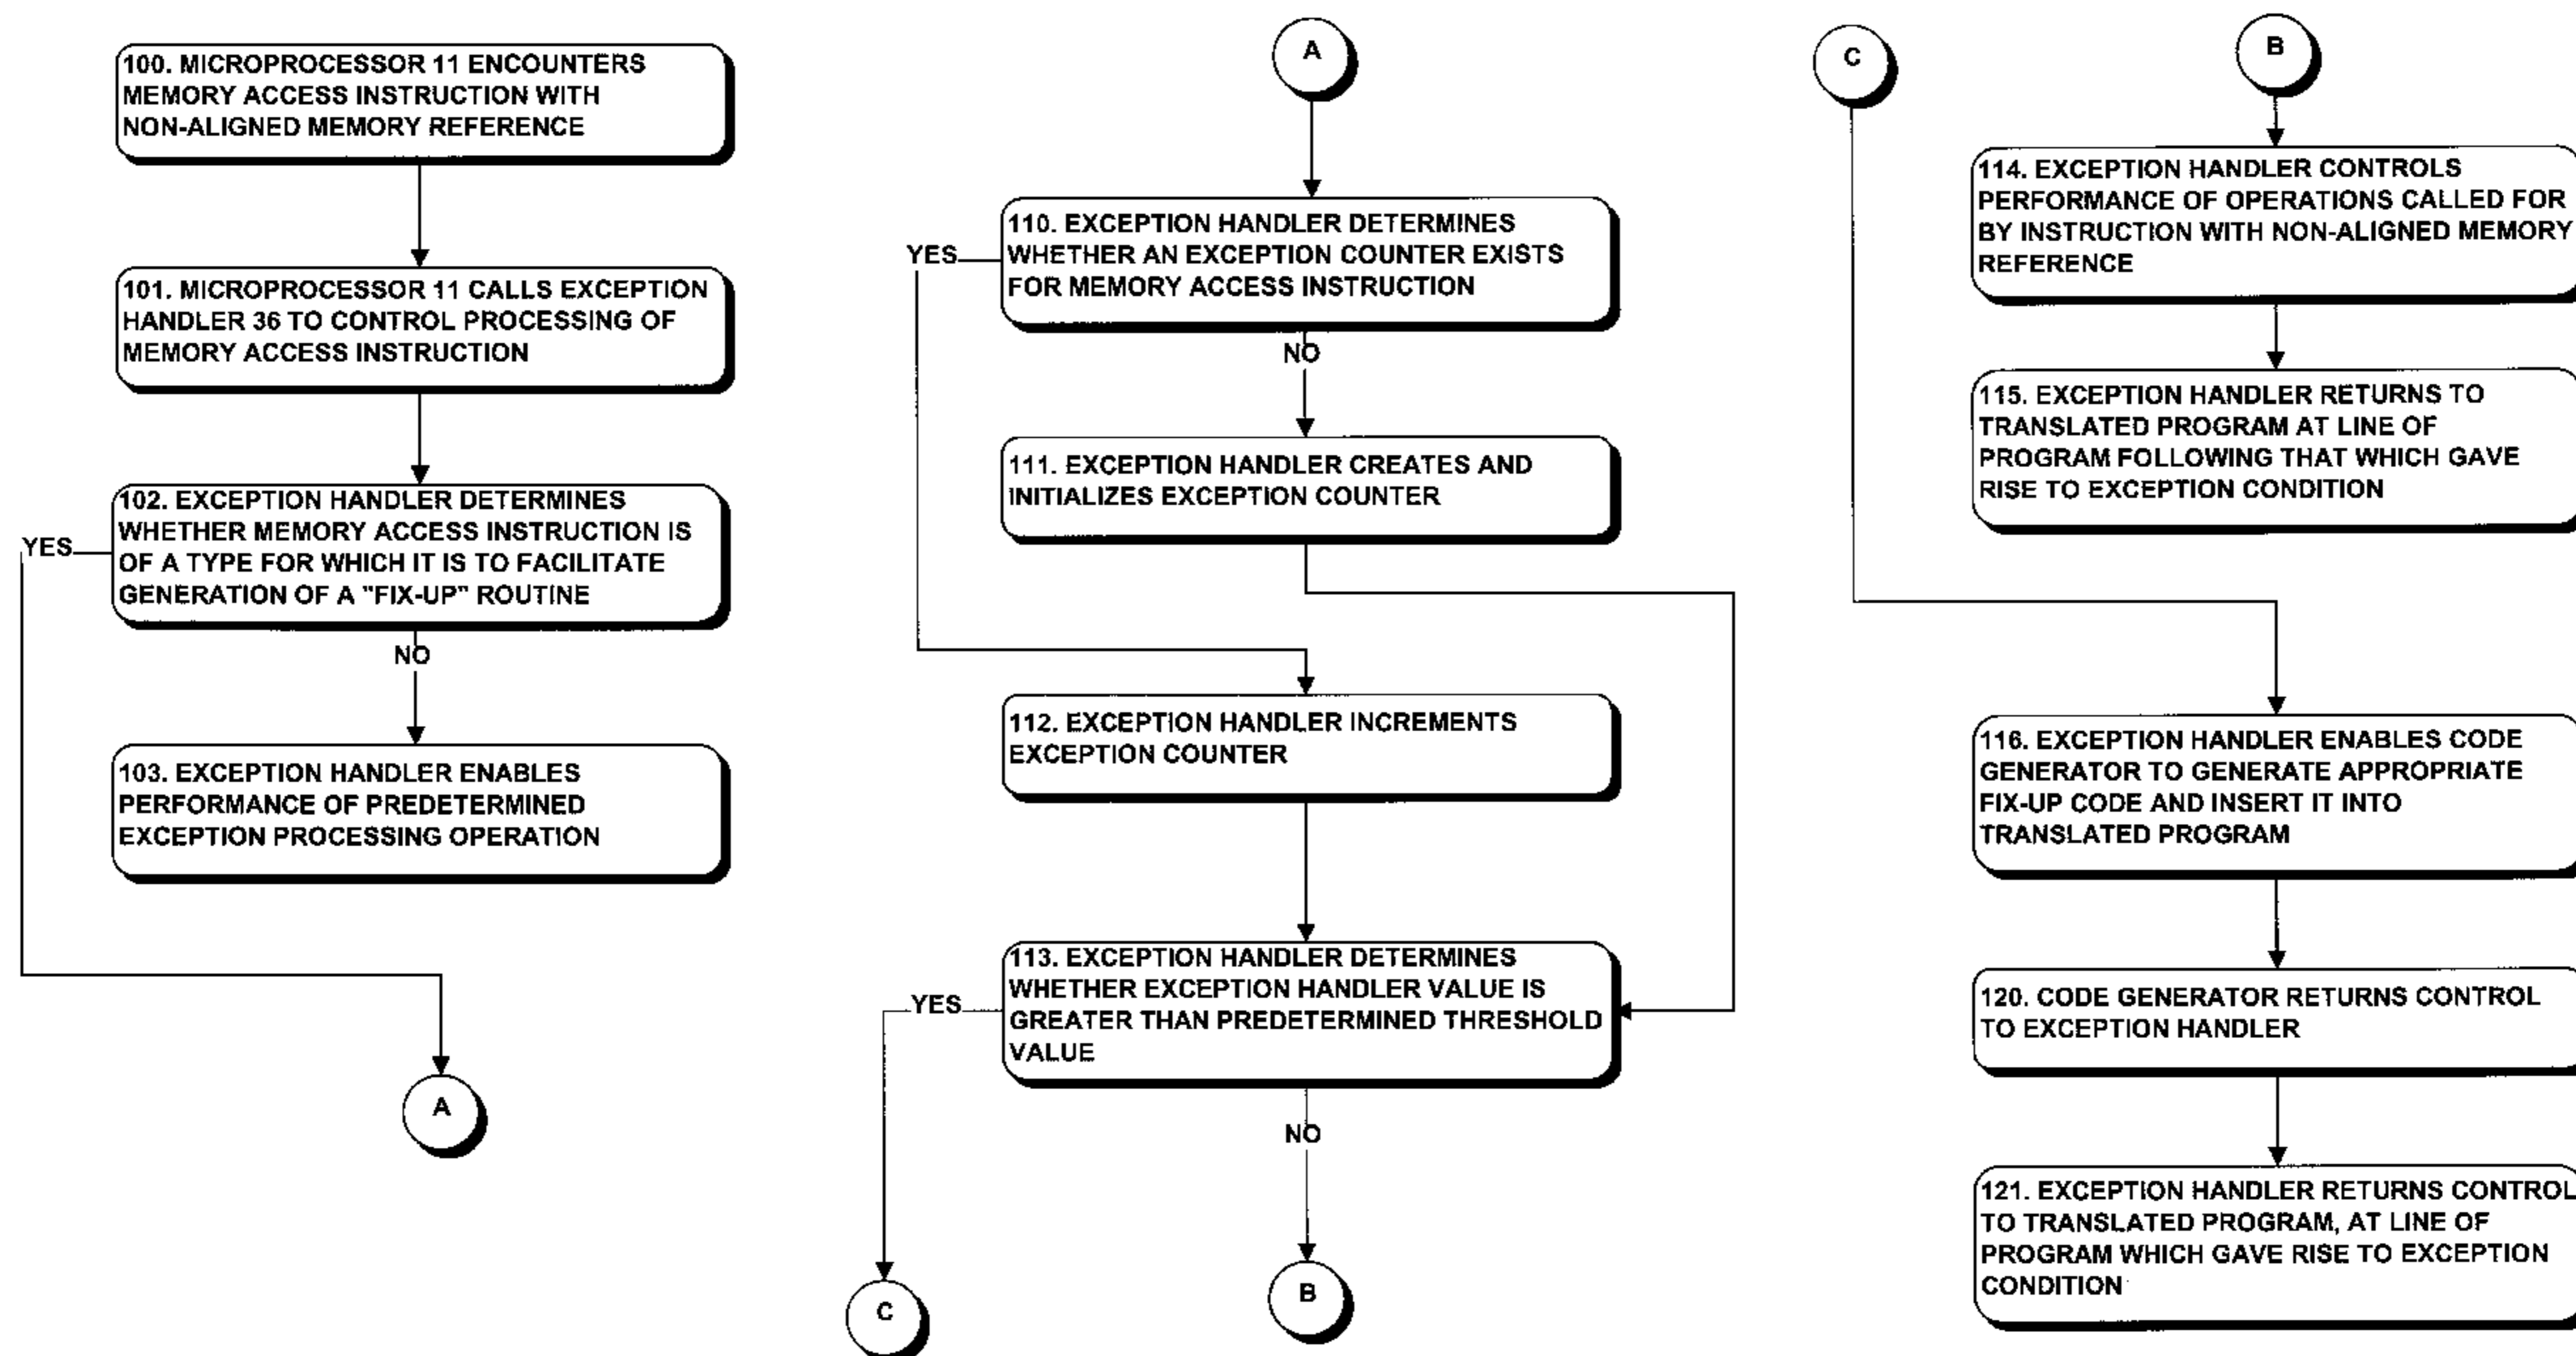 100. MICROPROCESSOR 11 ENCOUNTERS
MEMORY ACCESS INSTRUCTION WITH
NON-ALIGNED MEMORY REFERENCE
101. MICROPROCESSOR 11 CALLS EXCEPTION
HANDLER 36 TO CONTROL PROCESSING OF
MEMORY ACCESS INSTRUCTION
102. EXCEPTION HANDLER DETERMINES
WHETHER MEMORY ACCESS INSTRUCTION IS
OF A TYPE FOR WHICH IT IS TO FACILITATE
GENERATION OF A "FIX-UP" ROUTINE
YES
NO
103. EXCEPTION HANDLER ENABLES
PERFORMANCE OF PREDETERMINED
EXCEPTION PROCESSING OPERATION
A
A
110. EXCEPTION HANDLER DETERMINES
WHETHER AN EXCEPTION COUNTER EXISTS
FOR MEMORY ACCESS INSTRUCTION
YES
NO
111. EXCEPTION HANDLER CREATES AND
INITIALIZES EXCEPTION COUNTER
112. EXCEPTION HANDLER INCREMENTS
EXCEPTION COUNTER
113. EXCEPTION HANDLER DETERMINES
WHETHER EXCEPTION HANDLER VALUE IS
GREATER THAN PREDETERMINED THRESHOLD
VALUE
YES
NO
C
B
C
B
114. EXCEPTION HANDLER CONTROLS
PERFORMANCE OF OPERATIONS CALLED FOR
BY INSTRUCTION WITH NON-ALIGNED MEMORY
REFERENCE
115. EXCEPTION HANDLER RETURNS TO
TRANSLATED PROGRAM AT LINE OF
PROGRAM FOLLOWING THAT WHICH GAVE
RISE TO EXCEPTION CONDITION
116. EXCEPTION HANDLER ENABLES CODE
GENERATOR TO GENERATE APPROPRIATE
FIX-UP CODE AND INSERT IT INTO
TRANSLATED PROGRAM
120. CODE GENERATOR RETURNS CONTROL
TO EXCEPTION HANDLER
121. EXCEPTION HANDLER RETURNS CONTROL
TO TRANSLATED PROGRAM, AT LINE OF
PROGRAM WHICH GAVE RISE TO EXCEPTION
CONDITION